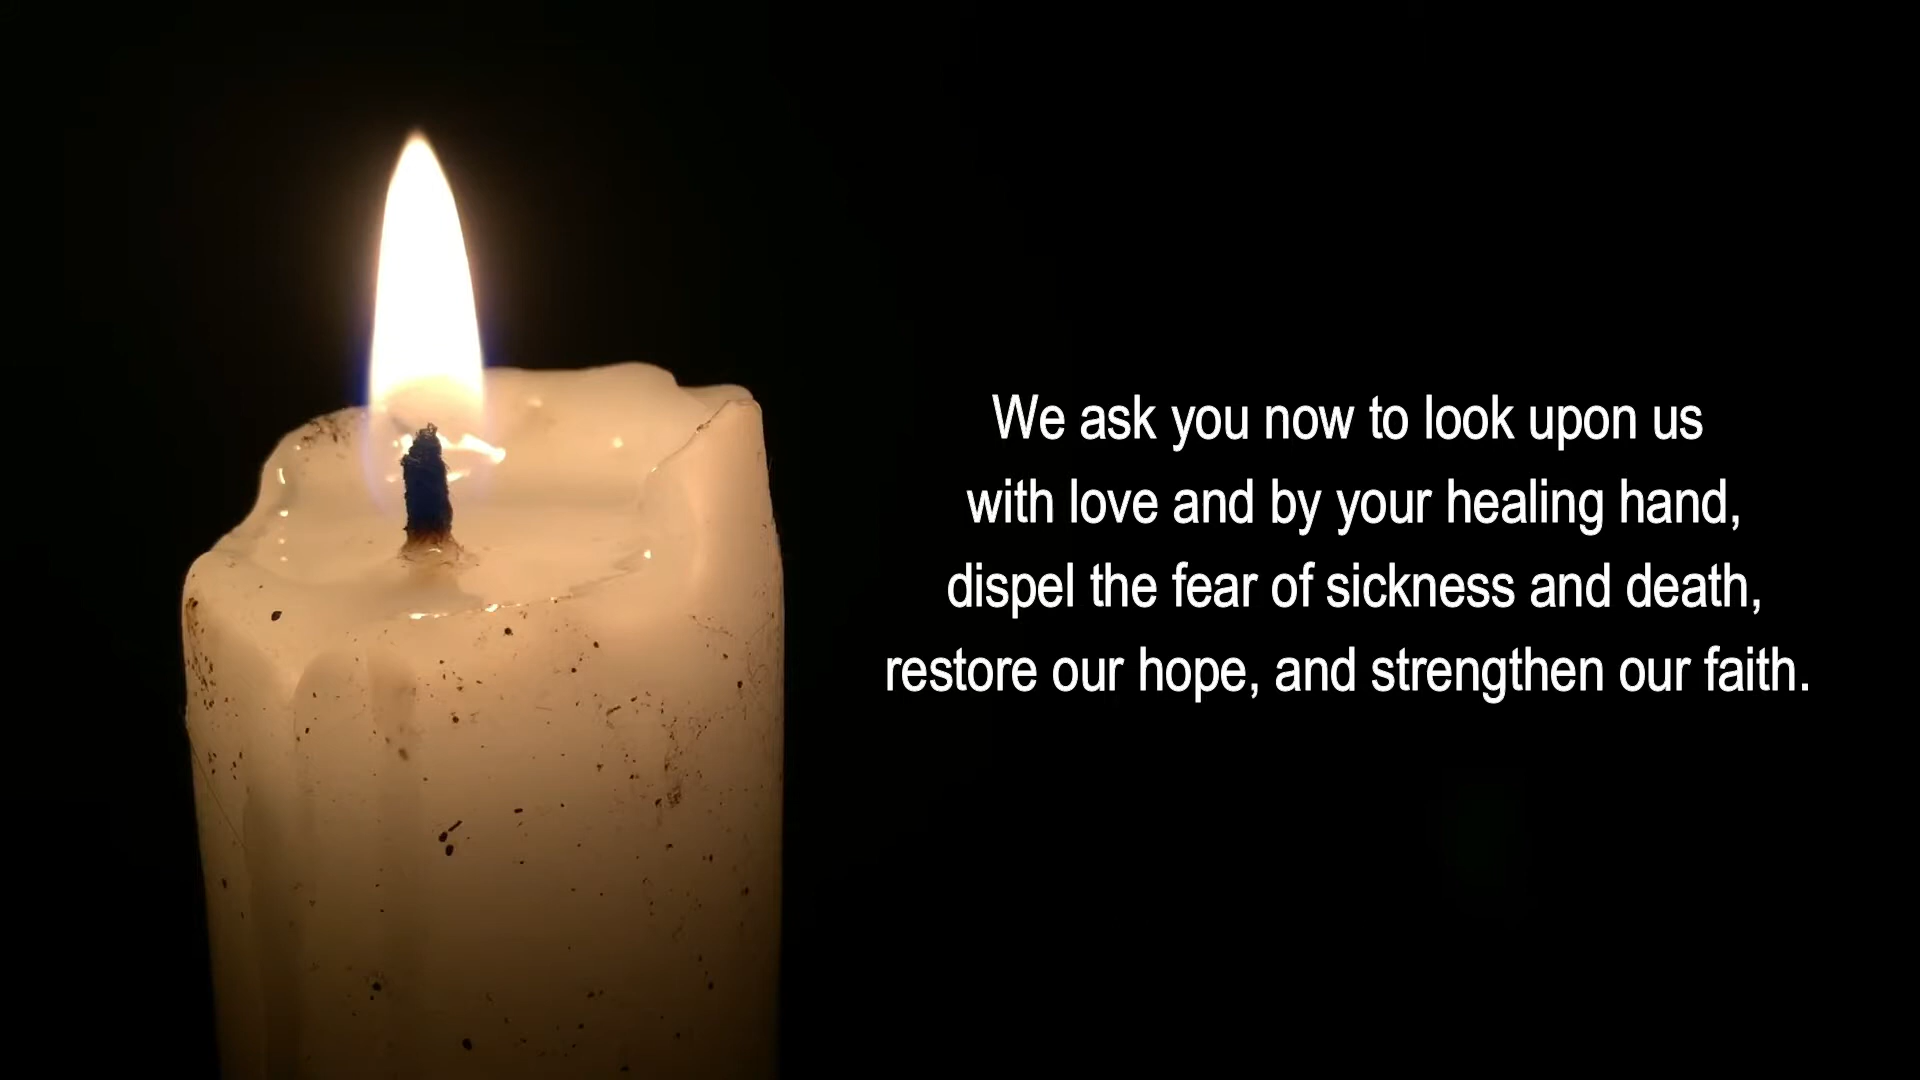 We ask you now to look upon us
with love and by your healing hand,
dispel the fear of sickness and death,
restore our hope, and strengthen our faith.